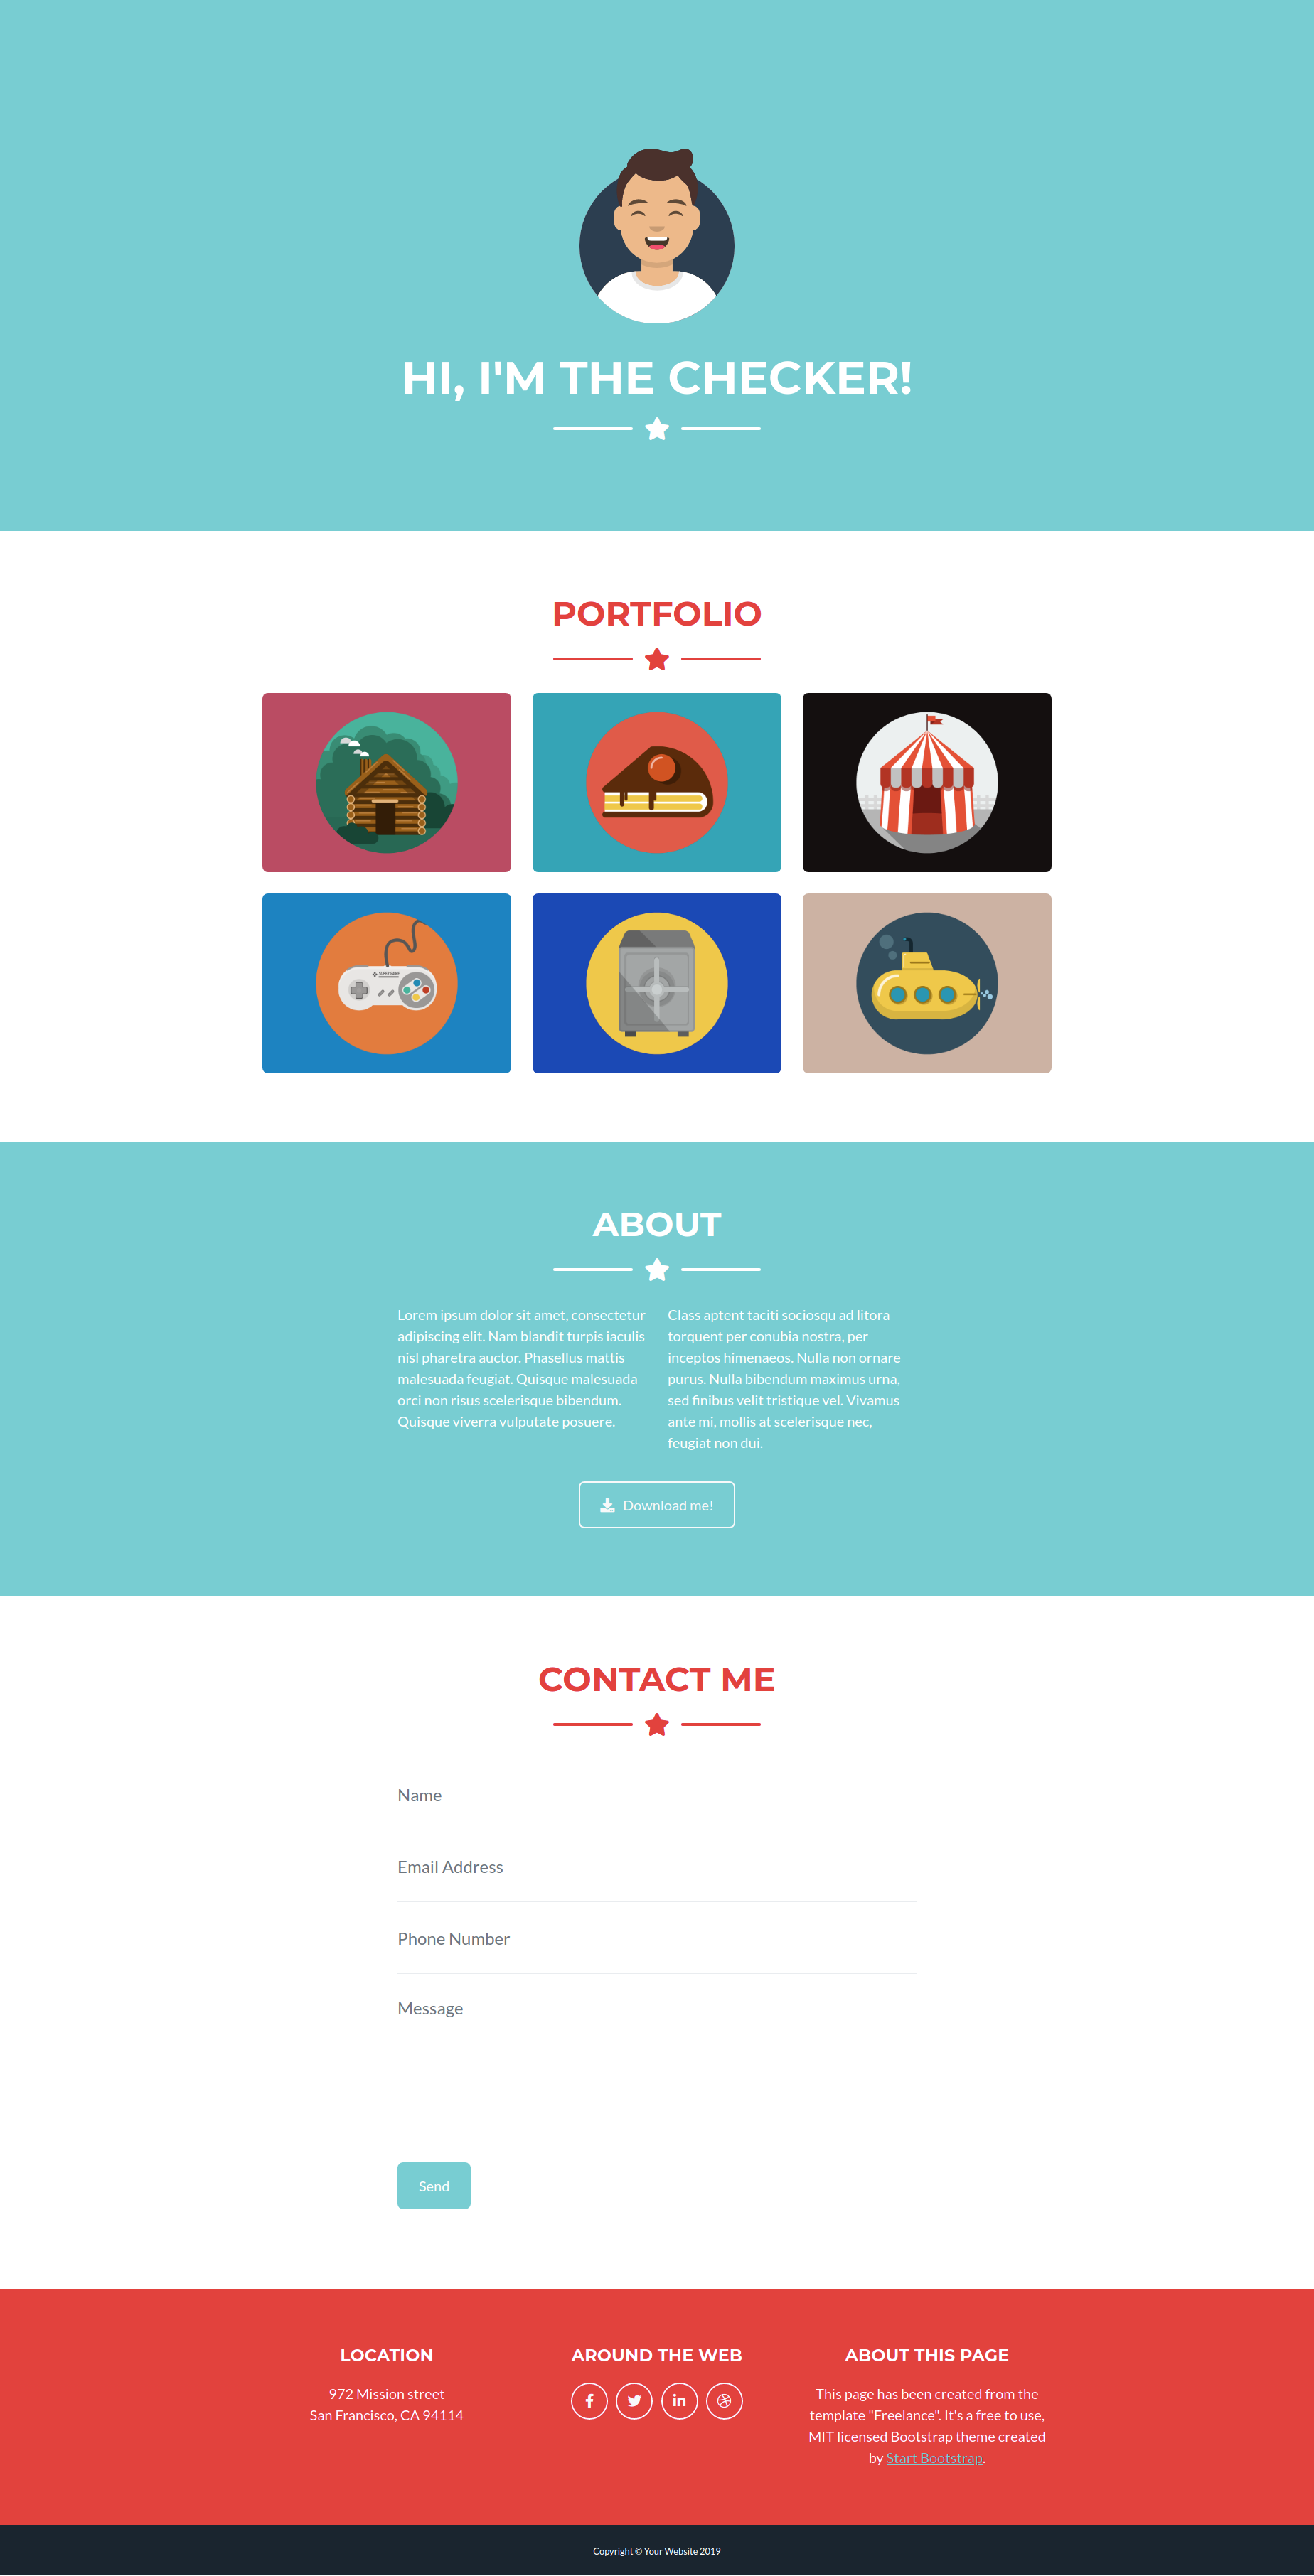 HI, I'M THE CHECKER!
PORTFOLIO
SUPER GAME
ABOUT
Lorem ipsum dolor sit amet, consectetur
adipiscing elit. Nam blandit turpis iaculis
nisl pharetra auctor. Phasellus mattis
malesuada feugiat. Quisque malesuada
orci non risus scelerisque bibendum.
Quisque viverra vulputate posuere.
Class aptent taciti sociosqu ad litora
torquent per conubia nostra, per
inceptos himenaeos. Nulla non ornare
purus. Nulla bibendum maximus urna,
sed finibus velit tristique vel. Vivamus
ante mi, mollis at scelerisque nec,
feugiat non dui.
Download me!
CONTACT ME
Name
Email Address
Phone Number
Message
Send
LOCATION
972 Mission street
San Francisco, CA 94114
AROUND THE WEB
ABOUT THIS PAGE
This page has been created from the
template "Freelance". It's a free to use,
MIT licensed Bootstrap theme created
by Start Bootstrap.
Copyright © Your Website 2019